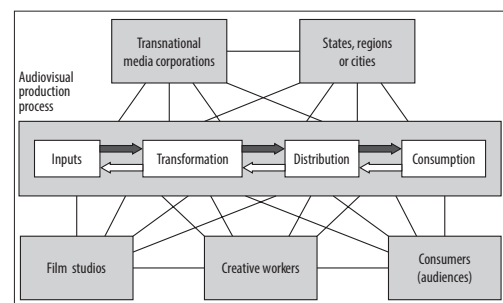 Transnational
media corporations
States, regions
or cities
Audiovisual
production
process
Inputs
Transformation
Distribution
Consumption
Film studios
Creative workers
Consumers
(audiences)